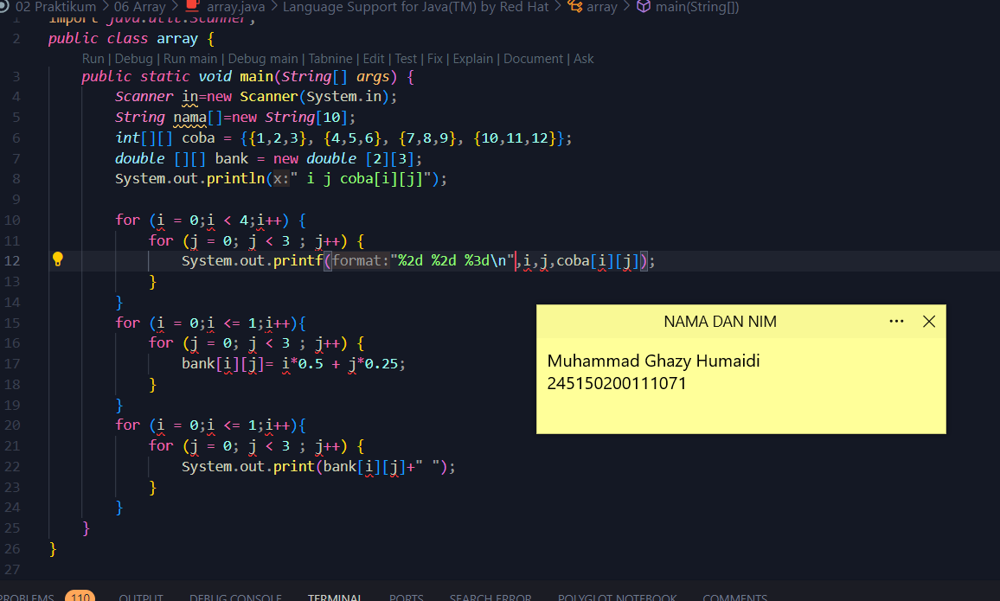 02 Praktikum > 06 Array > array.java > Language Support for Java(TM) by Red Hat > array > main(String[])
1 import java.util.Scanner;
2 public class array {
Run | Debug | Run main | Debug main | Tabnine | Edit | Test | Fix | Explain | Document | Ask
3 public static void main(String[] args) {
4 Scanner in=new Scanner(System.in);
5 String nama[]=new String[10];
6 int[][] coba = {{1,2,3}, {4,5,6}, {7,8,9}, {10,11,12}};
7 double [][] bank = new double [2][3];
8 System.out.println(x:" i j coba[i][j]");
9
10 for (i = 0;i < 4;i++) {
11 for (j = 0; j < 3 ; j++) {
12 System.out.printf(format:"%2d %2d %3d\n",i,j,coba[i][j]);
13 }
14 }
15 for (i = 0;i <= 1;i++){
16 for (j = 0; j < 3 ; j++) {
17 bank[i][j]= i*0.5 + j*0.25;
18 }
19 }
20 for (i = 0;i <= 1;i++){
21 for (j = 0; j < 3 ; j++) {
22 System.out.print(bank[i][j]+" ");
23 }
24 }
25 }
26 }
27
NAMA DAN NIM
Muhammad Ghazy Humaidi
245150200111071
PROBLEMS 110 OUTPUT DEBUG CONSOLE TERMINAL PORTS SEARCH ERROR POLYGLOT NOTEBOOK COMMENTS